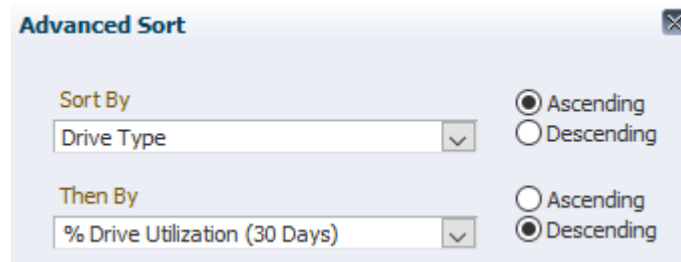 Advanced Sort
Sort By
Drive Type
Ascending
Descending
Then By
% Drive Utilization (30 Days)
Ascending
Descending